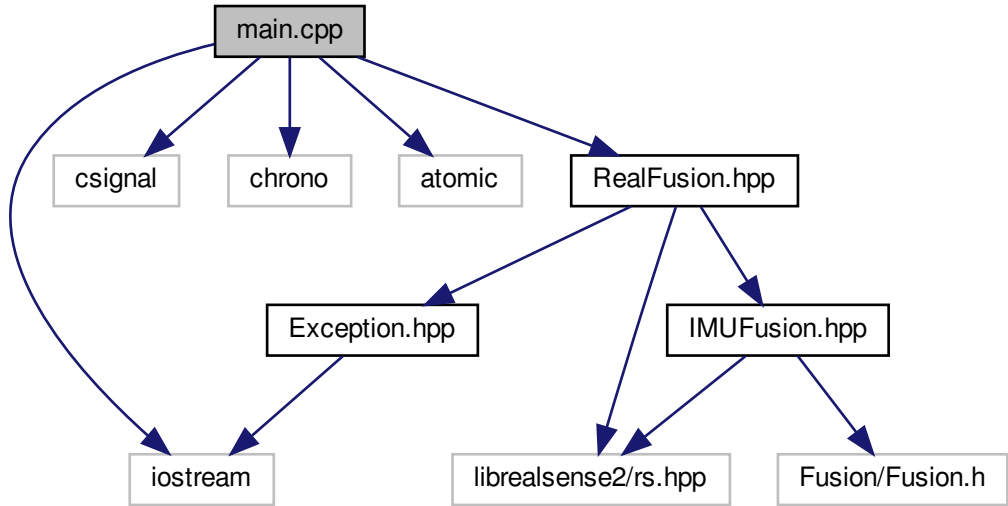 main.cpp
csignal
chrono
atomic
RealFusion.hpp
Exception.hpp
IMUFusion.hpp
iostream
librealsense2/rs.hpp
Fusion/Fusion.h